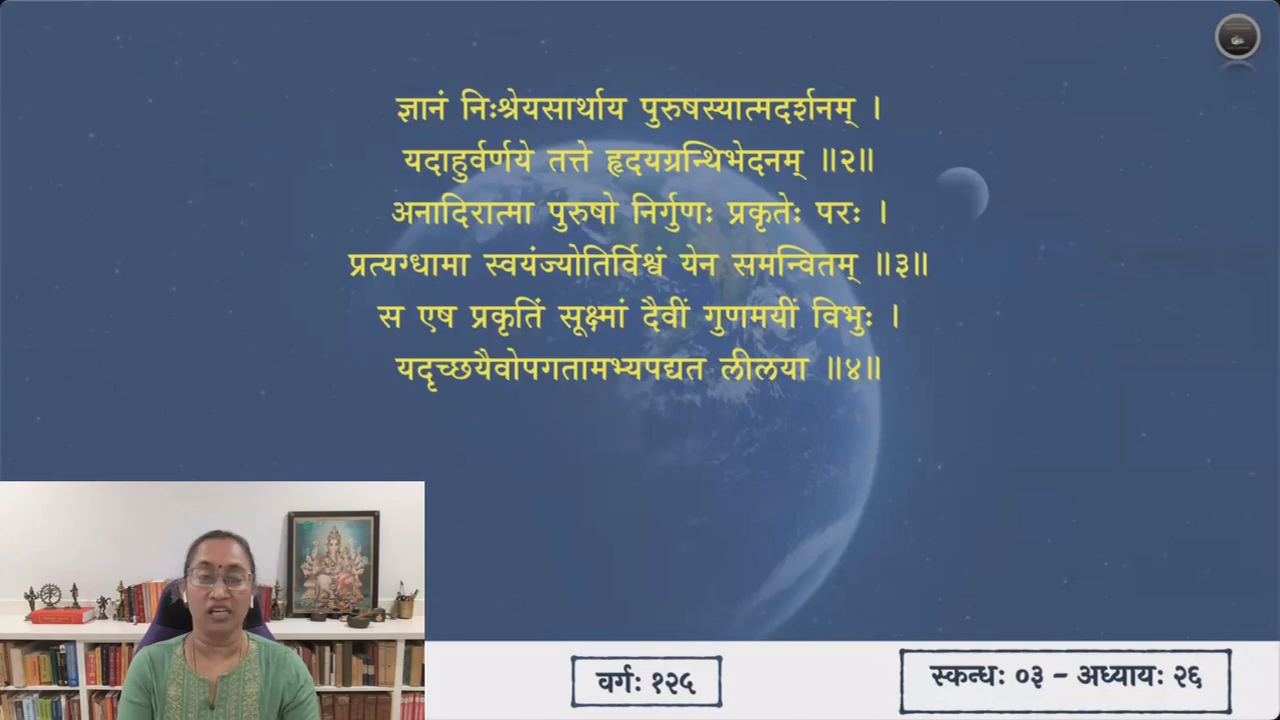 ज्ञानं निःश्रेयसार्थाय पुरुषस्यात्मदर्शनम् ।
यदाहुर्वर्णये तत्ते हृदयग्रन्थिभेदनम् ॥२॥
अनादिरात्मा पुरुषो निर्गुणः प्रकृतेः परः ।
प्रत्यग्धामा स्वयंज्योतिर्विश्वं येन समन्वितम् ॥३॥
स एष प्रकृतिं सूक्ष्मां दैवीं गुणमयीं विभुः ।
यदृच्छयैवोपगतामभ्यपद्यत लीलया ॥४॥
वर्गः १२५
स्कन्धः ०३ - अध्यायः २६